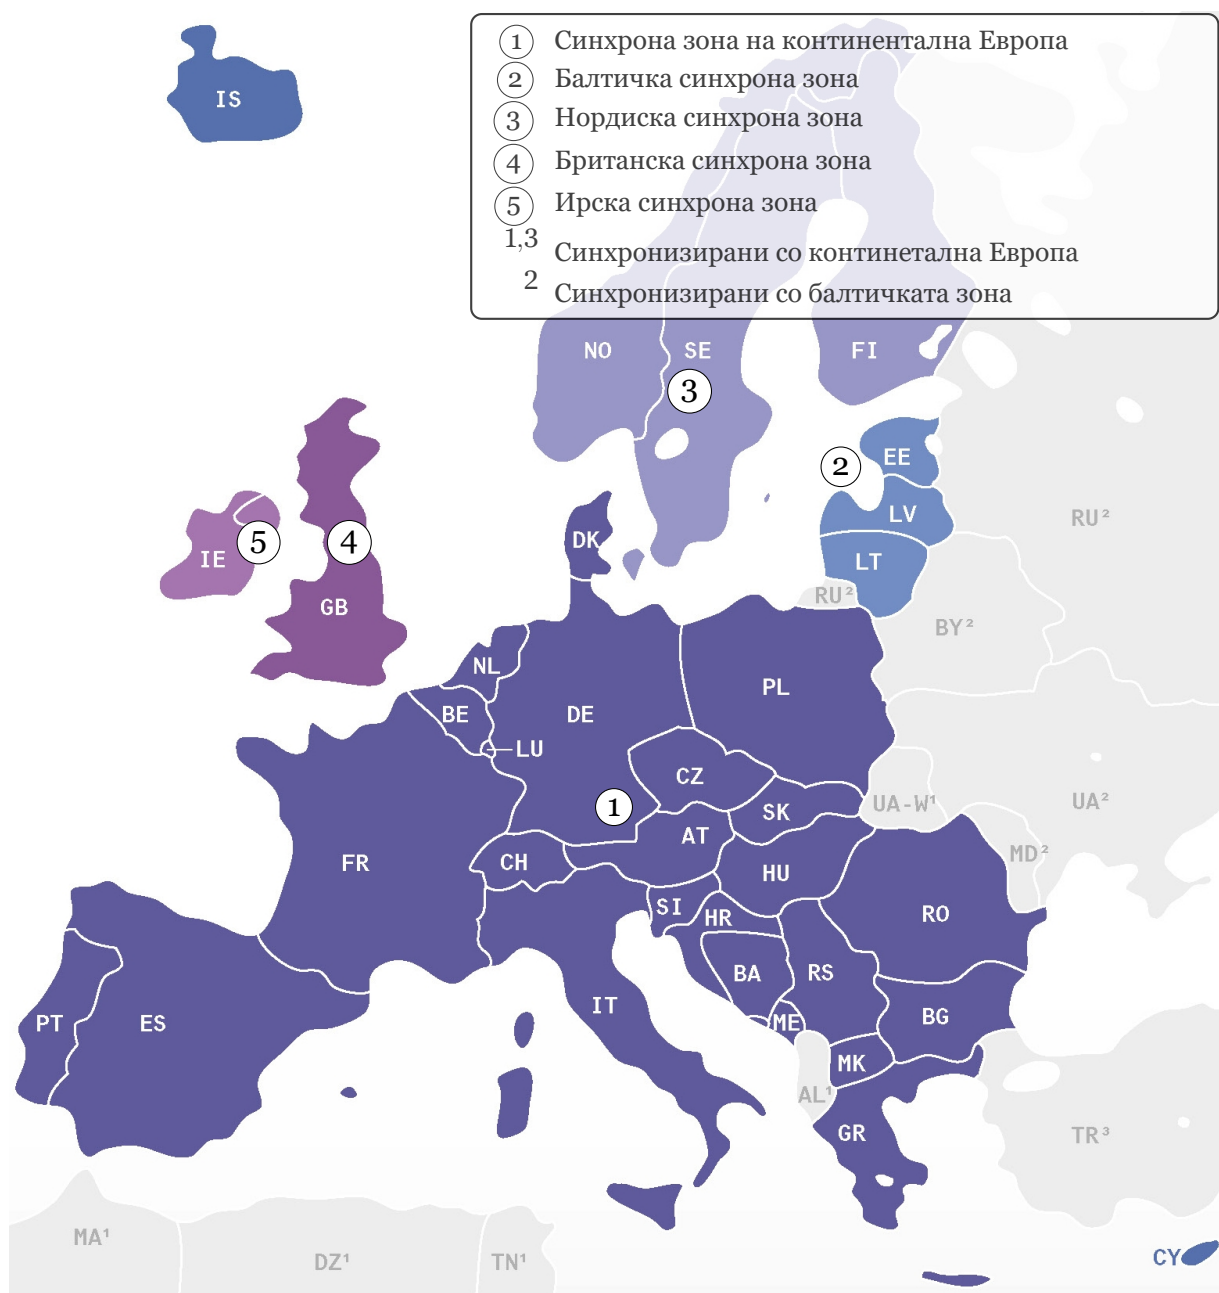 1 Синхрона зона на континентална Европа
2 Балтичка синхрона зона
3 Нордиска синхрона зона
4 Британска синхрона зона
5 Ирска синхрона зона
1,3 Синхронизирани со континетална Европа
2 Синхронизирани со балтичката зона
IS
NO
SE
FI
3
EE
2
LV
RU²
DK
5
4
IE
LT
RU²
GB
BY²
NL
PL
BE
DE
LU
CZ
UA-W¹
UA²
1
SK
AT
MD²
FR
CH
HU
SI
HR
RO
BA
RS
IT
PT
ES
ME
BG
MK
AL¹
GR
TR³
MA¹
DZ¹
TN¹
CY